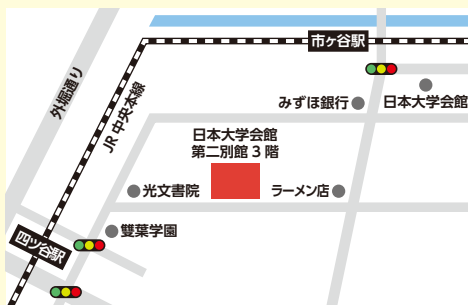 市ヶ谷駅
外堀通り
JR中央本線
みずほ銀行
日本大学会館
日本大学会館
第二別館3階
光文書院
ラーメン店
雙葉学園
四ツ谷駅